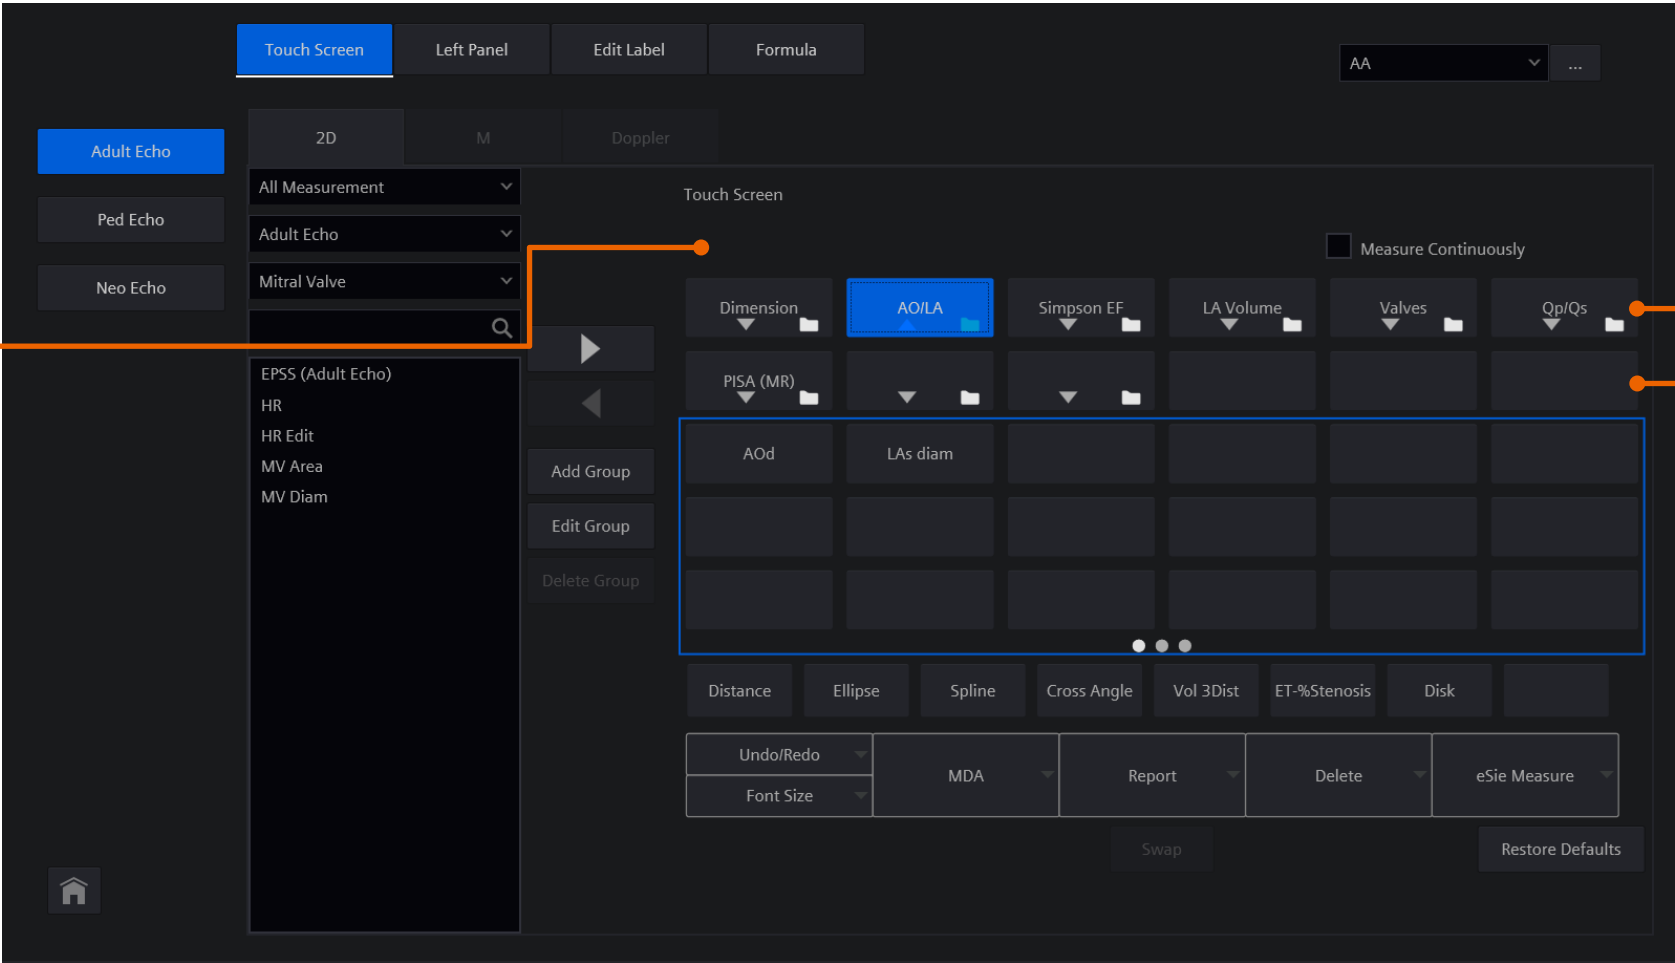 Touch Screen
Left Panel
Edit Label
Formula
AA
...
Adult Echo
Ped Echo
Neo Echo
2D
M
Doppler
All Measurement
Adult Echo
Mitral Valve
EPSS (Adult Echo)
HR
HR Edit
MV Area
MV Diam
Add Group
Edit Group
Delete Group
Touch Screen
Measure Continuously
Dimension
AO/LA
Simpson EF
LA Volume
Valves
Qp/Qs
PISA (MR)
AOd
LAs diam
Distance
Ellipse
Spline
Cross Angle
Vol 3Dist
ET-%Stenosis
Disk
Undo/Redo
Font Size
MDA
Report
Delete
eSie Measure
Swap
Restore Defaults